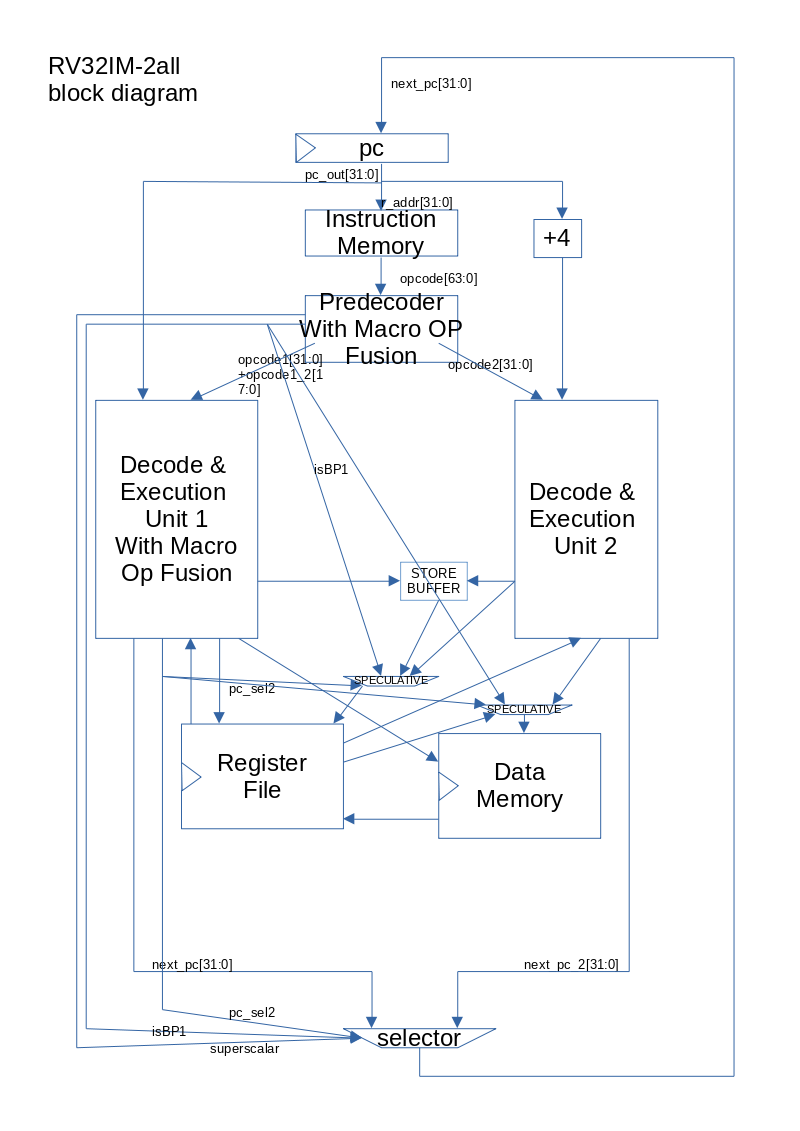 RV32IM-2all
block diagram
next_pc[31:0]
pc
pc_out[31:0]
r_addr[31:0]
Instruction
Memory
+4
opcode[63:0]
Predecoder
With Macro OP
Fusion
opcode1[31:0]
+opcode1_2[1
7:0]
opcode2[31:0]
isBP1
Decode &
Execution
Unit 1
With Macro
Op Fusion
Decode &
Execution
Unit 2
STORE
BUFFER
SPECULATIVE
pc_sel2
SPECULATIVE
Register
File
Data
Memory
next_pc[31:0]
next_pc_2[31:0]
pc_sel2
isBP1
superscalar
selector